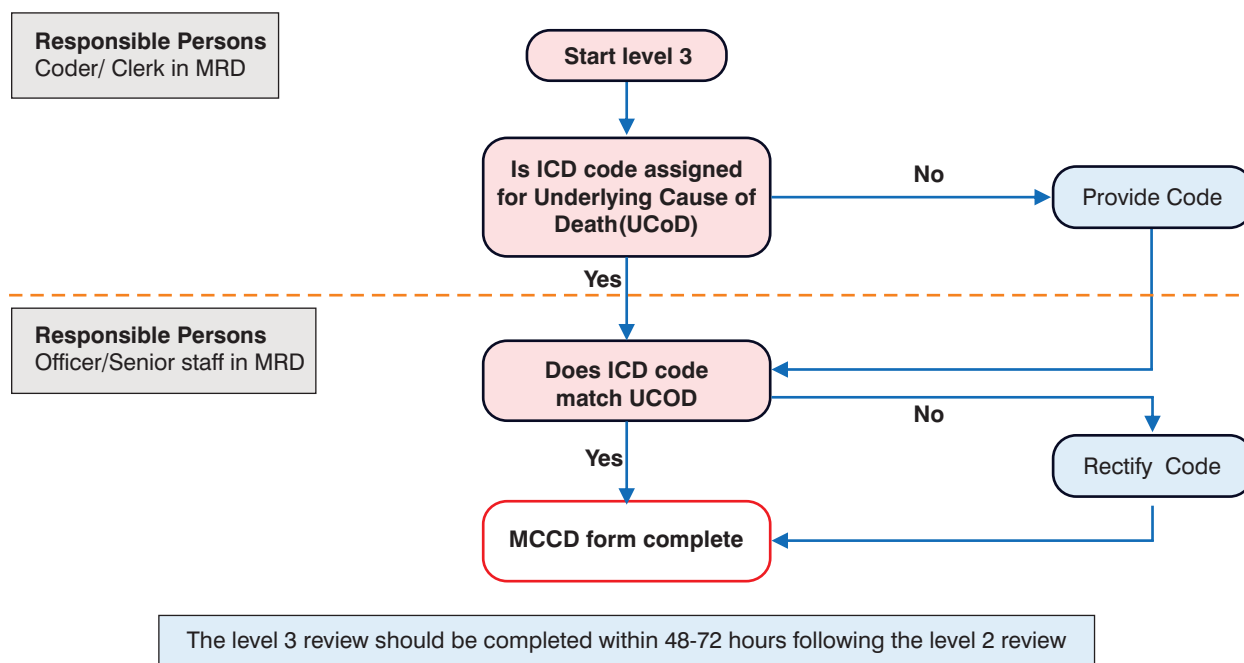 Responsible Persons
Coder/ Clerk in MRD
Start level 3
Is ICD code assigned
for Underlying Cause of
Death(UCoD)
No
Provide Code
Yes
Responsible Persons
Officer/Senior staff in MRD
Does ICD code
match UCOD
No
Yes
Rectify Code
MCCD form complete
The level 3 review should be completed within 48-72 hours following the level 2 review